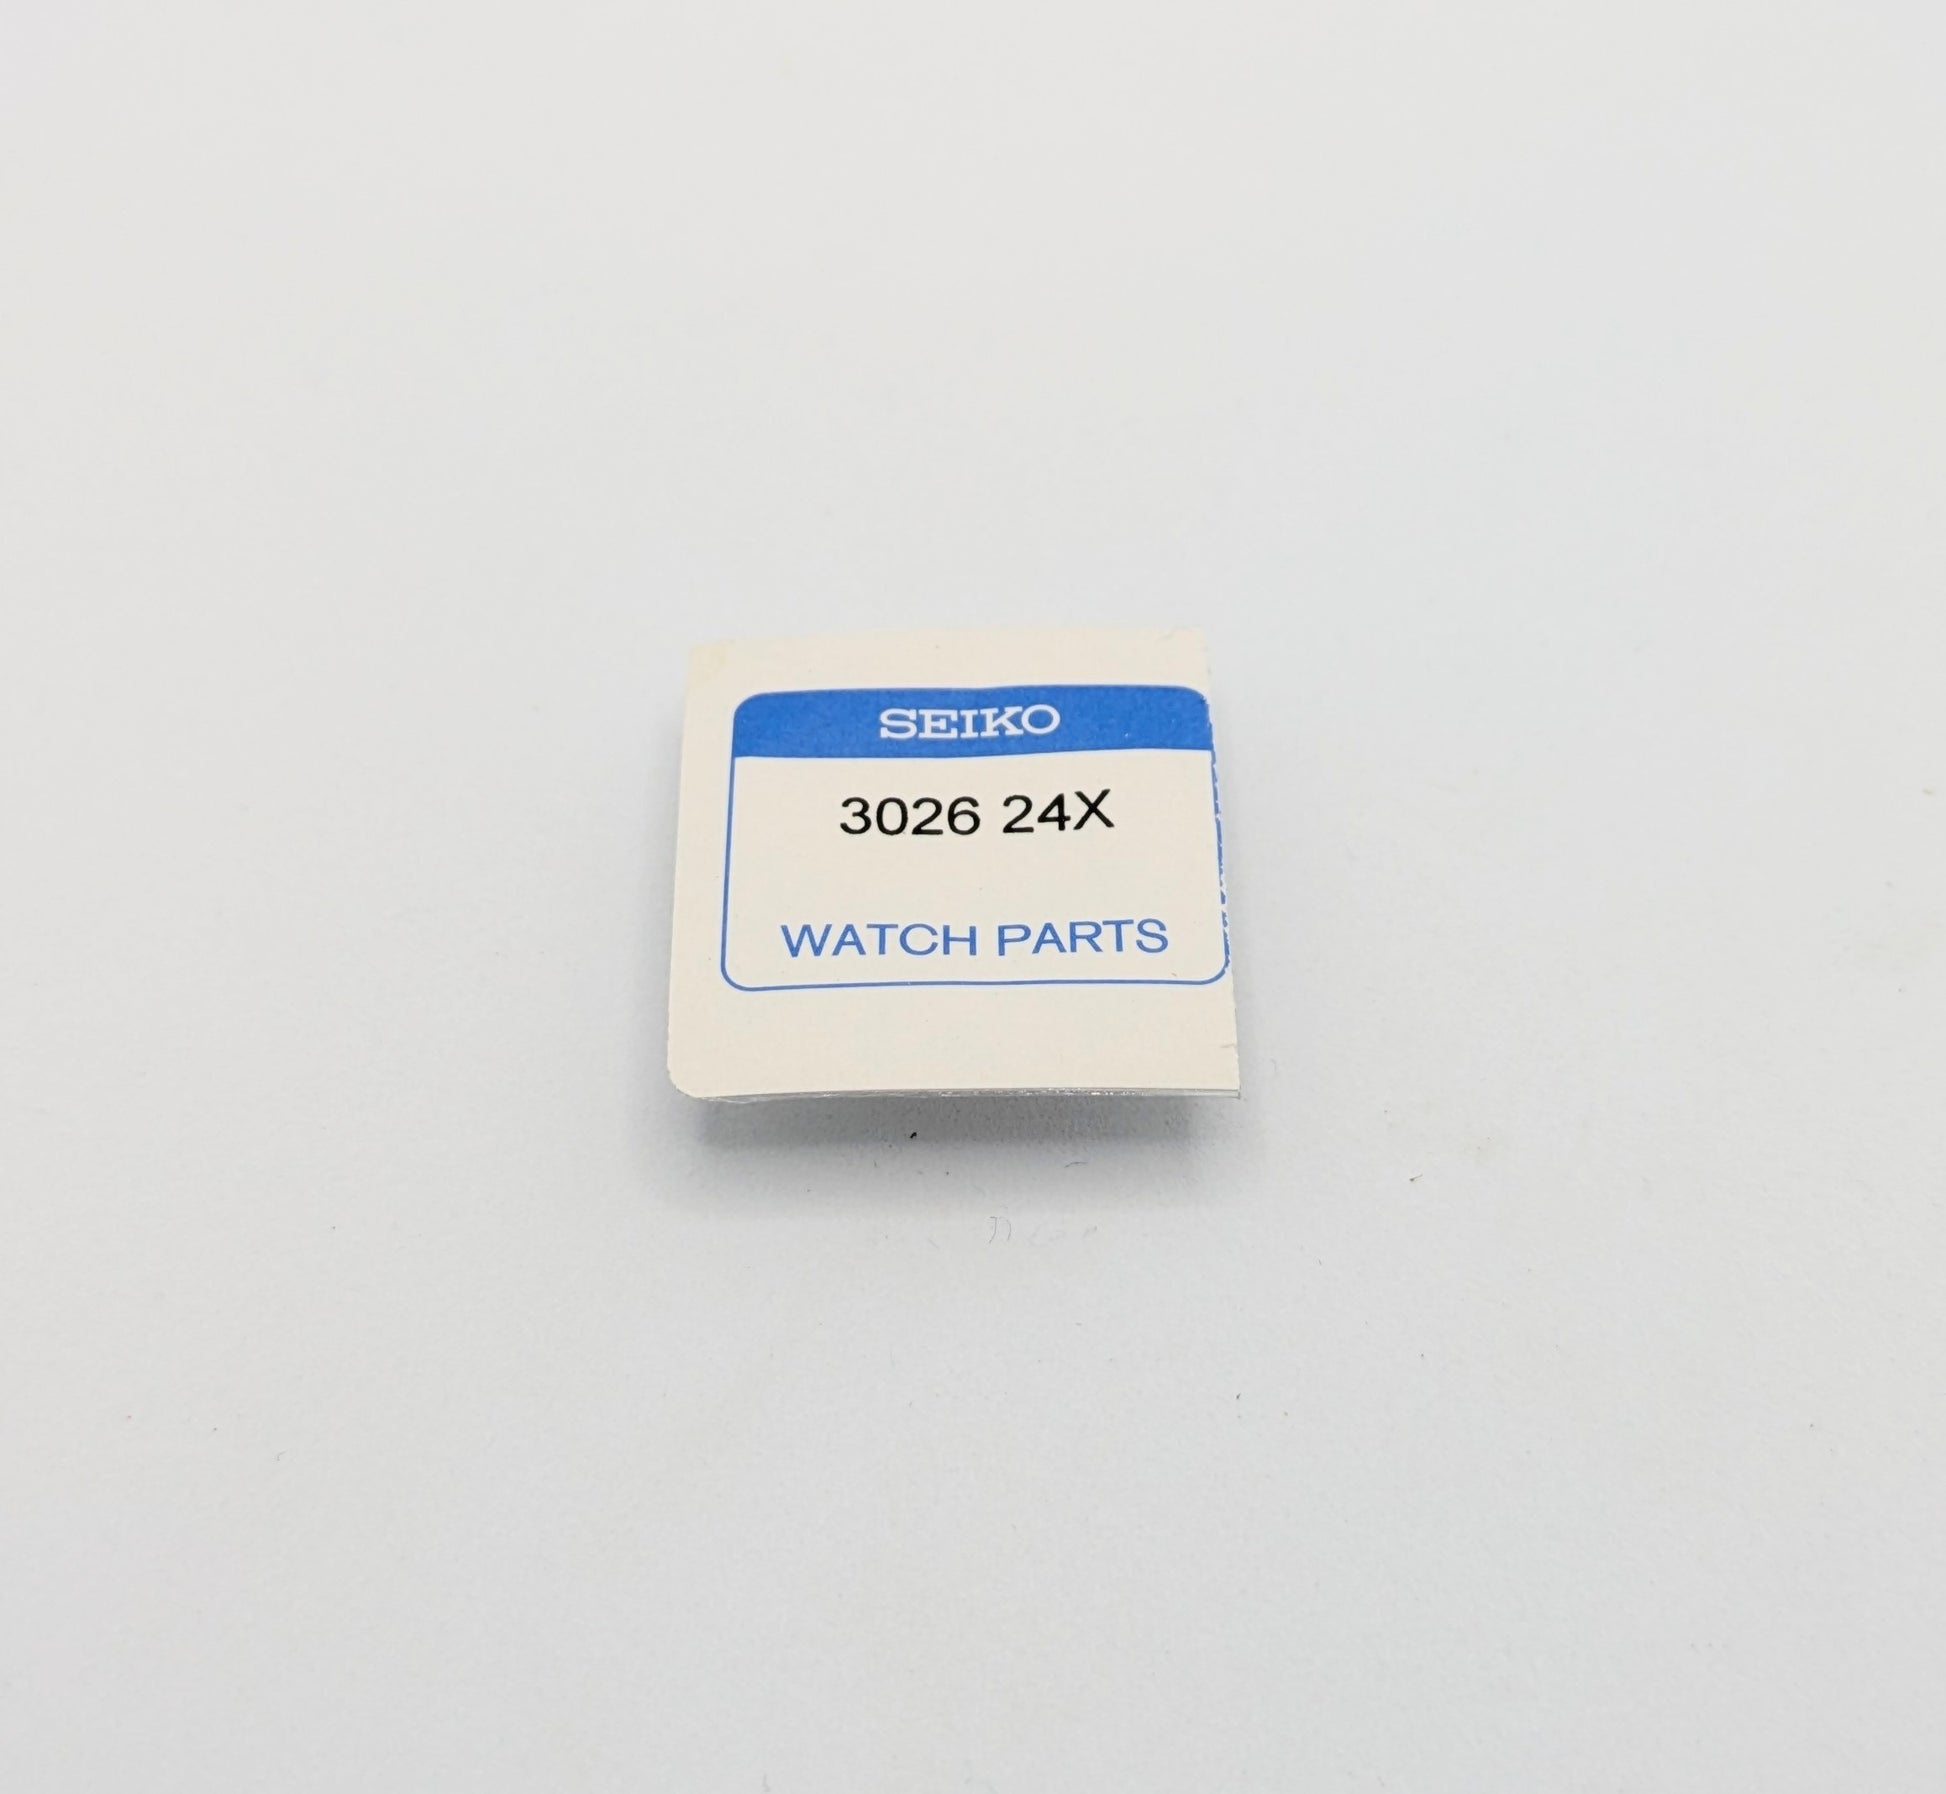 SEIKO
3026 24X
WATCH PARTS